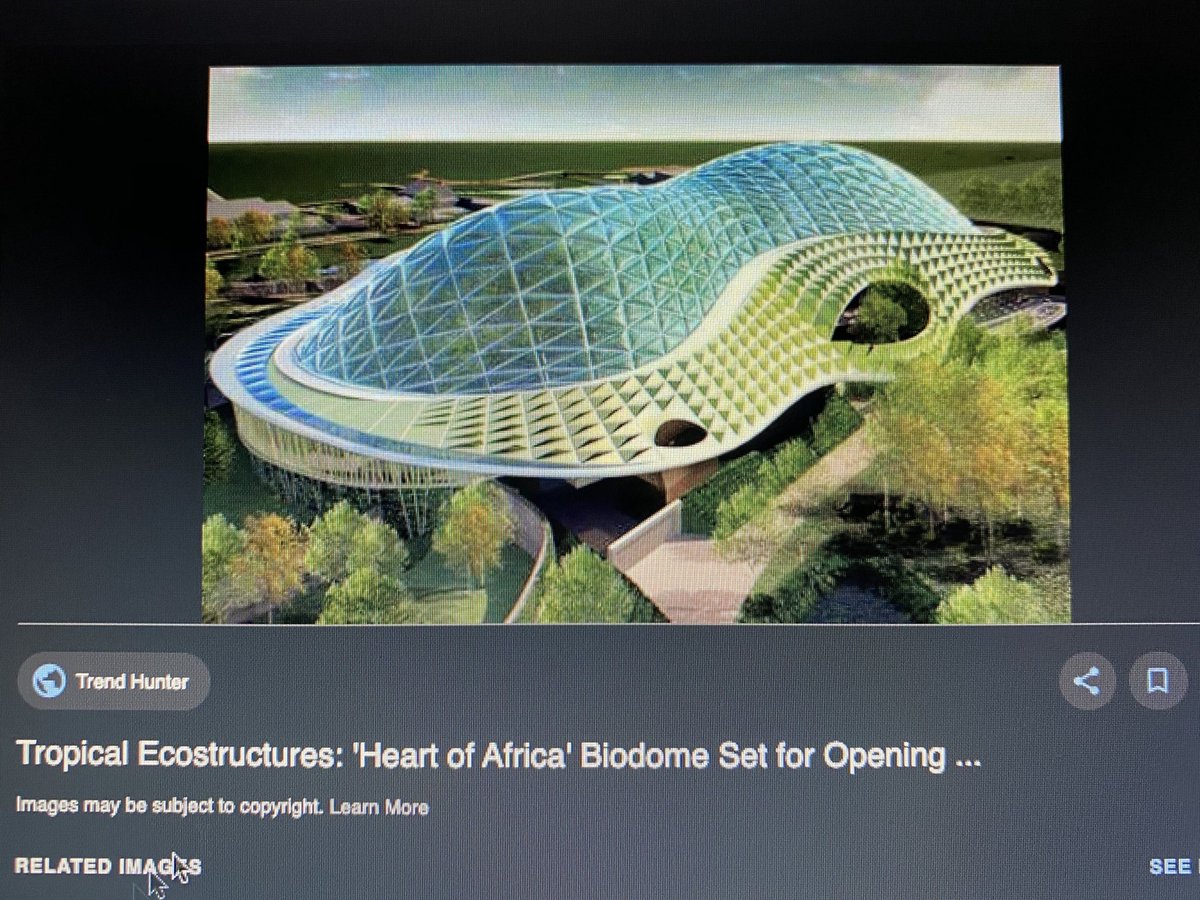 Trend Hunter
Tropical Ecostructures: 'Heart of Africa' Biodome Set for Opening ...
Images may be subject to copyright. Learn More
RELATED IMAGES
SEE